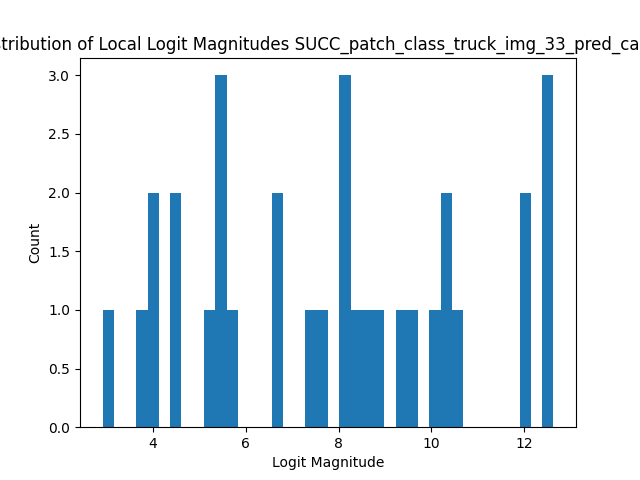 tribution of Local Logit Magnitudes SUCC_patch_class_truck_img_33_pred_ca
3.0
2.5
2.0
1.5
1.0
0.5
0.0
Count
4 6 8 10 12
Logit Magnitude